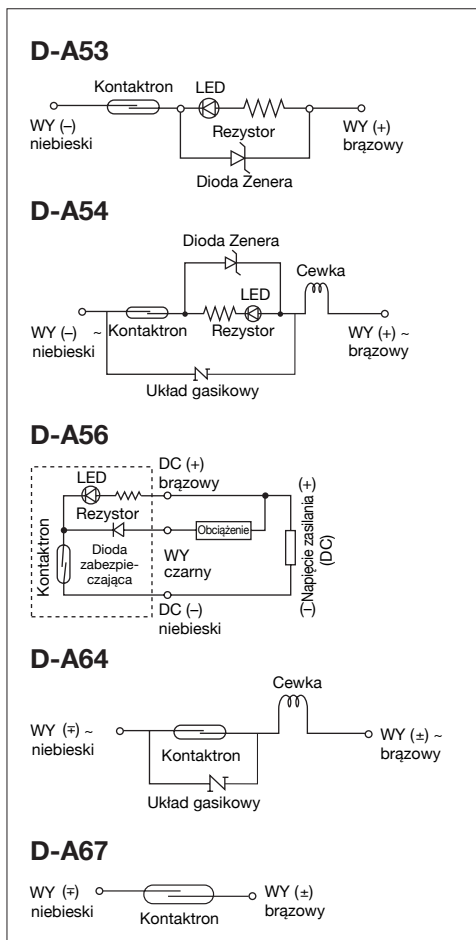 D-A53
Kontaktron
LED
WY (–)
niebieski
Rezystor
WY (+)
brązowy
Dioda Zenera
D-A54
Dioda Zenera
Cewka
LED
WY (–) ~
niebieski
Kontaktron
Rezystor
WY (+) ~
brązowy
Układ gasikowy
D-A56
LED
DC (+)
brązowy
Rezystor
Kontaktron
Dioda
zabezpie-
czająca
WY
czarny
Obciążenie
(–) Napięcie zasilania (+)
(DC)
DC (–)
niebieski
D-A64
Cewka
WY (∓) ~
niebieski
Kontaktron
WY (±) ~
brązowy
Układ gasikowy
D-A67
WY (∓)
niebieski
Kontaktron
WY (±)
brązowy